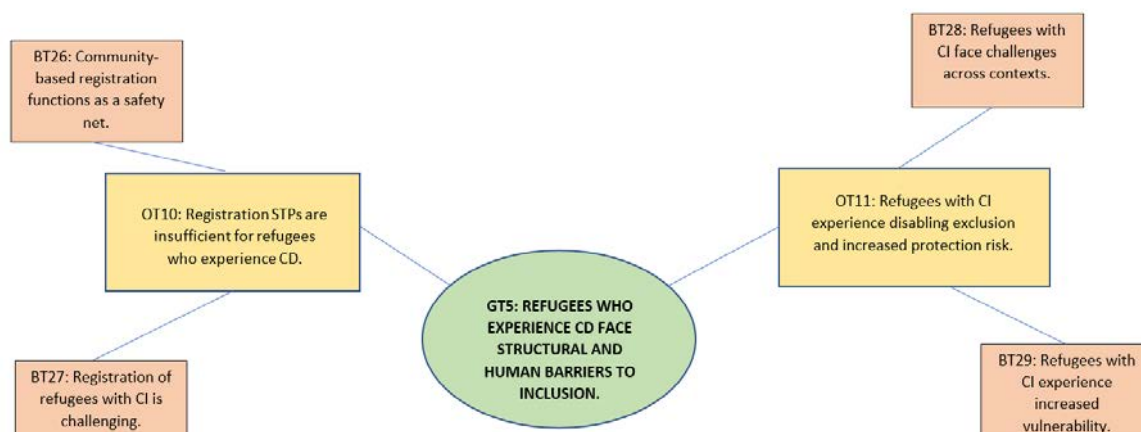 BT26: Community-
based registration
functions as a safety
net.
BT28: Refugees with
CI face challenges
across contexts.
OT10: Registration STPs are
insufficient for refugees
who experience CD.
OT11: Refugees with CI
experience disabling exclusion
and increased protection risk.
GT5: REFUGEES WHO
EXPERIENCE CD FACE
STRUCTURAL AND
HUMAN BARRIERS TO
INCLUSION.
BT27: Registration of
refugees with CI is
challenging.
BT29: Refugees with
CI experience
increased
vulnerability.